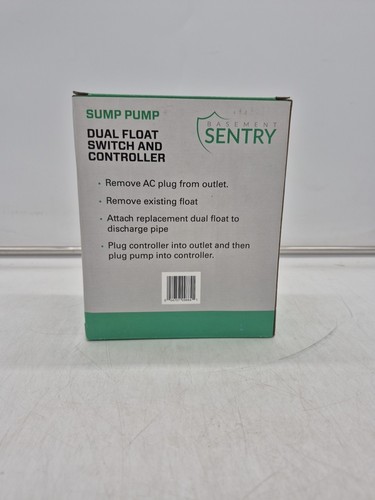 SUMP PUMP
BASEMENT
SENTRY
DUAL FLOAT
SWITCH AND
CONTROLLER
• Remove AC plug from outlet.
• Remove existing float
• Attach replacement dual float to
discharge pipe
• Plug controller into outlet and then
plug pump into controller.